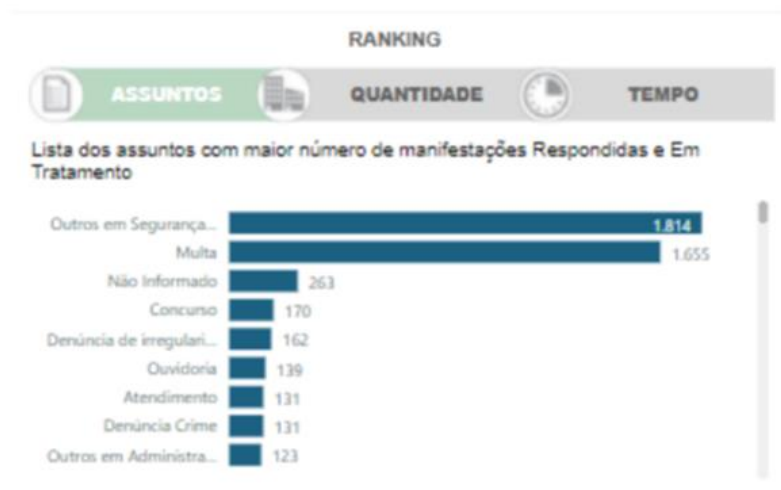 RANKING
ASSUNTOS QUANTIDADE TEMPO
Lista dos assuntos com maior número de manifestações Respondidas e Em
Tratamento
Outros em Segurança... 1.814
Multa 1.655
Não Informado 263
Concurso 170
Denúncia de irregulari... 162
Ouvidoria 139
Atendimento 131
Denúncia Crime 131
Outros em Administra... 123